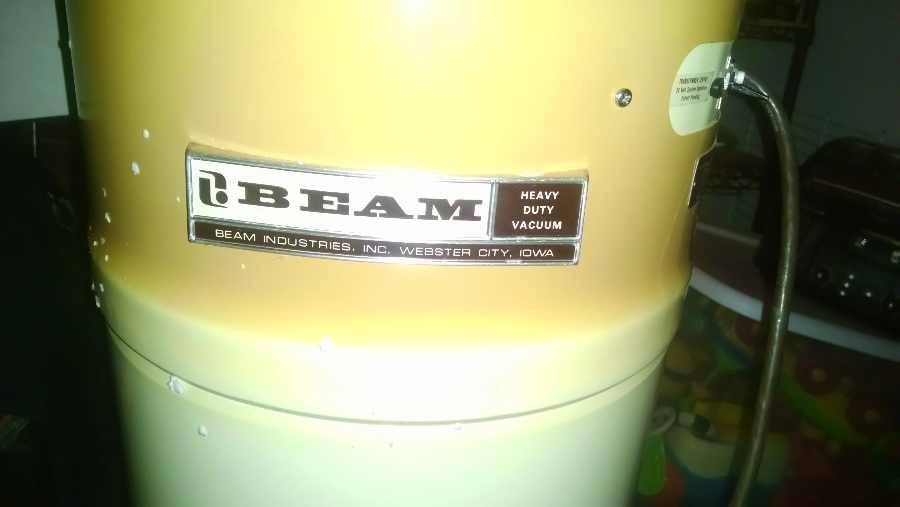 BEAM
HEAVY
DUTY
VACUUM
BEAM INDUSTRIES, INC. WEBSTER CITY, IOWA